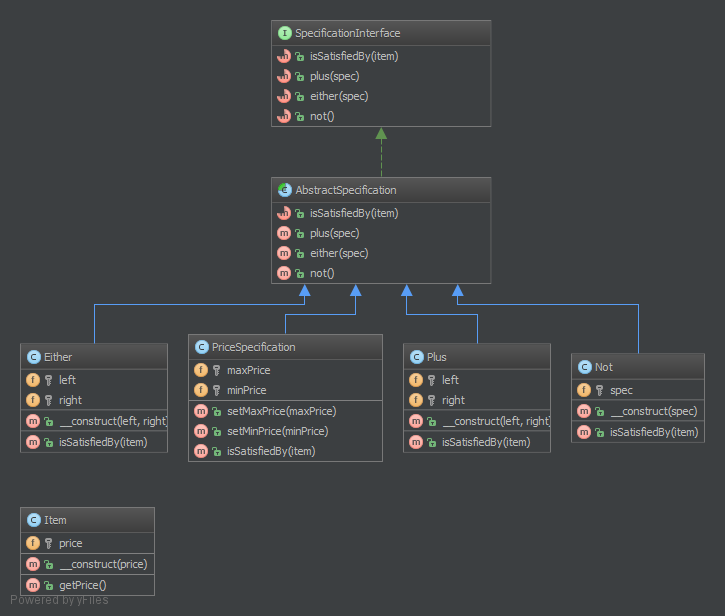 SpecificationInterface
isSatisfiedBy(item)
plus(spec)
either(spec)
not()
AbstractSpecification
isSatisfiedBy(item)
plus(spec)
either(spec)
not()
Either
left
right
__construct(left, right)
isSatisfiedBy(item)
PriceSpecification
maxPrice
minPrice
setMaxPrice(maxPrice)
setMinPrice(minPrice)
isSatisfiedBy(item)
Plus
left
right
__construct(left, right)
isSatisfiedBy(item)
Not
spec
__construct(spec)
isSatisfiedBy(item)
Item
price
__construct(price)
getPrice()
Powered by yFiles